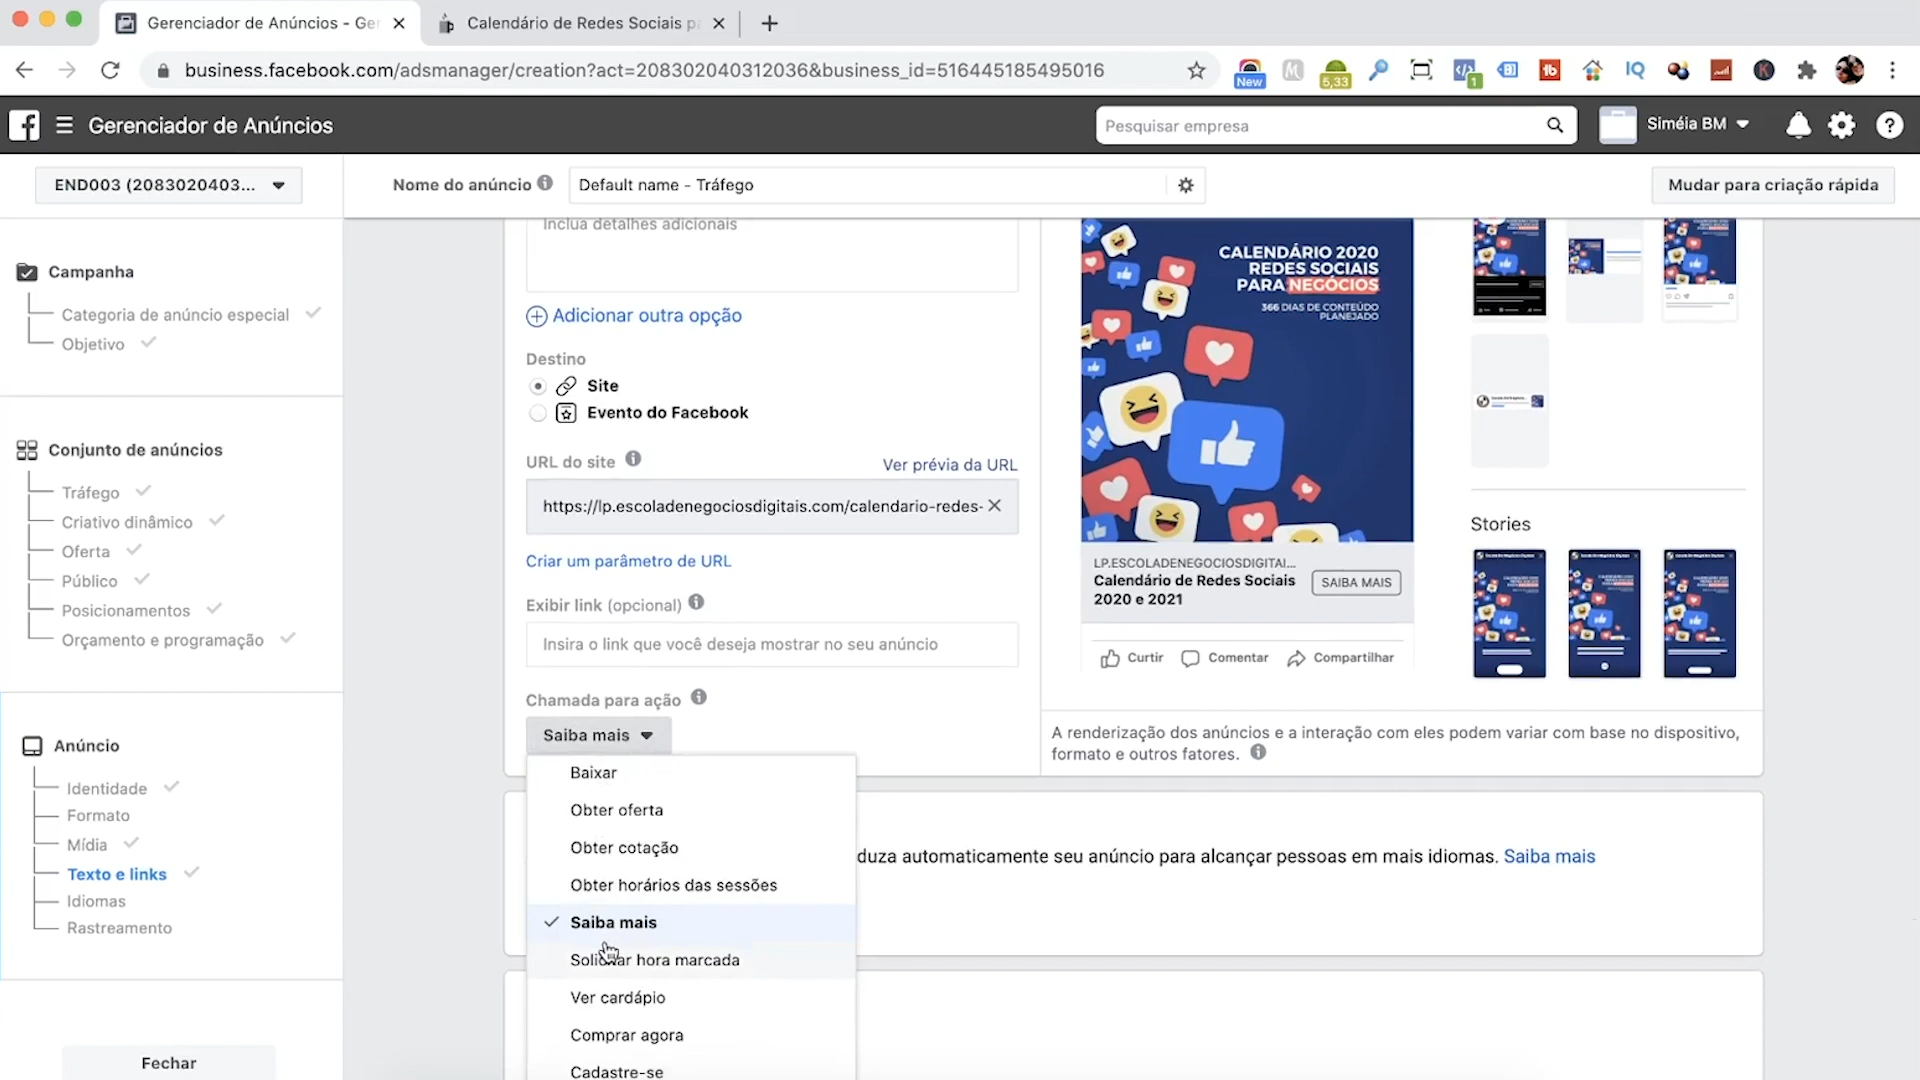 Gerenciador de Anúncios - Ger
Calendário de Redes Sociais pa
business.facebook.com/adsmanager/creation?act=208302040312036&business_id=516445185495016
New
5,33
1
Gerenciador de Anúncios
Pesquisar empresa
Siméia BM
END003 (2083020403...
Nome do anúncio
Default name - Tráfego
Mudar para criação rápida
Campanha
Categoria de anúncio especial
Objetivo
Conjunto de anúncios
Tráfego
Criativo dinâmico
Oferta
Público
Posicionamentos
Orçamento e programação
Anúncio
Identidade
Formato
Mídia
Texto e links
Idiomas
Rastreamento
Fechar
Inclua detalhes adicionais
Adicionar outra opção
Destino
Site
Evento do Facebook
URL do site
Ver prévia da URL
https://lp.escoladenegociosdigitais.com/calendario-redes-
Criar um parâmetro de URL
Exibir link (opcional)
Insira o link que você deseja mostrar no seu anúncio
Chamada para ação
Saiba mais
Baixar
Obter oferta
Obter cotação
Obter horários das sessões
Saiba mais
Solicitar hora marcada
Ver cardápio
Comprar agora
Cadastre-se
CALENDÁRIO 2020
REDES SOCIAIS
PARA NEGÓCIOS
366 DIAS DE CONTEÚDO
PLANEJADO
LP.ESCOLADENEGOCIOSDIGITAI...
Calendário de Redes Sociais
2020 e 2021
SAIBA MAIS
Curtir
Comentar
Compartilhar
Stories
A renderização dos anúncios e a interação com eles podem variar com base no dispositivo,
formato e outros fatores.
duza automaticamente seu anúncio para alcançar pessoas em mais idiomas. Saiba mais